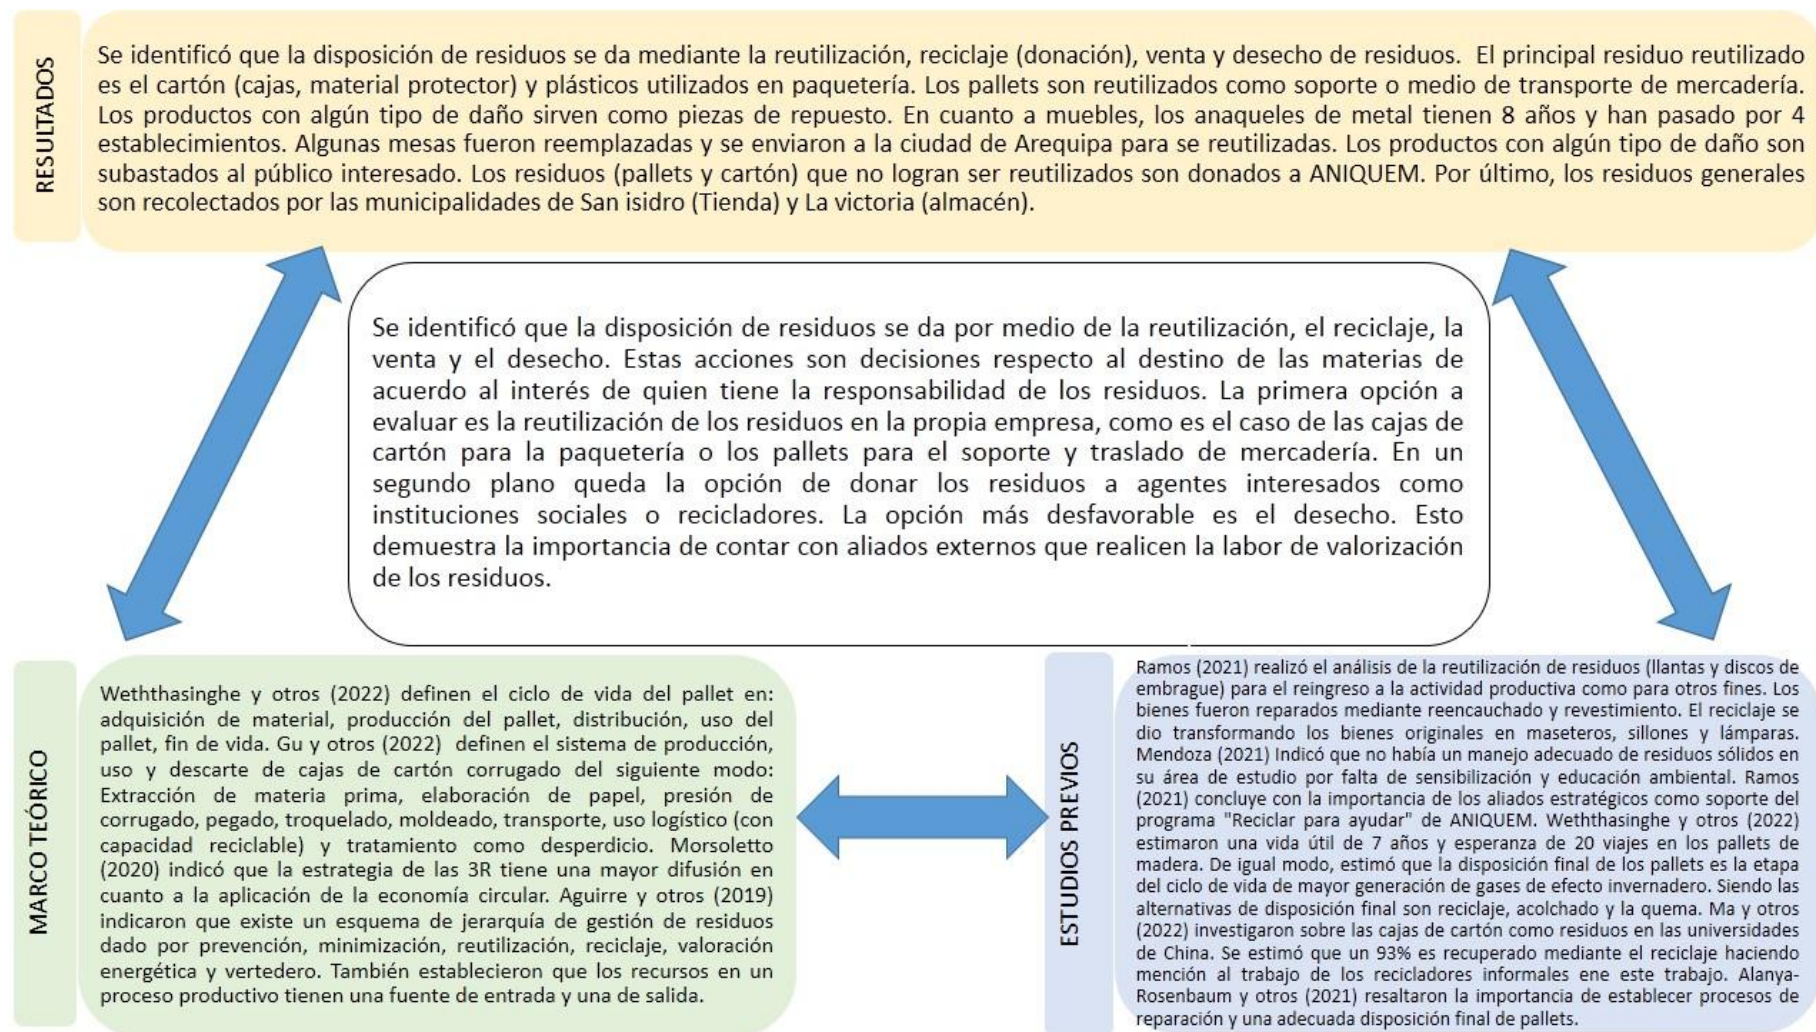 RESULTADOS
Se identificó que la disposición de residuos se da mediante la reutilización, reciclaje (donación), venta y desecho de residuos. El principal residuo reutilizado
es el cartón (cajas, material protector) y plásticos utilizados en paquetería. Los pallets son reutilizados como soporte o medio de transporte de mercadería.
Los productos con algún tipo de daño sirven como piezas de repuesto. En cuanto a muebles, los anaqueles de metal tienen 8 años y han pasado por 4
establecimientos. Algunas mesas fueron reemplazadas y se enviaron a la ciudad de Arequipa para se reutilizadas. Los productos con algún tipo de daño son
subastados al público interesado. Los residuos (pallets y cartón) que no logran ser reutilizados son donados a ANIQUEM. Por último, los residuos generales
son recolectados por las municipalidades de San isidro (Tienda) y La victoria (almacén).
Se identificó que la disposición de residuos se da por medio de la reutilización, el reciclaje, la
venta y el desecho. Estas acciones son decisiones respecto al destino de las materias de
acuerdo al interés de quien tiene la responsabilidad de los residuos. La primera opción a
evaluar es la reutilización de los residuos en la propia empresa, como es el caso de las cajas de
cartón para la paquetería o los pallets para el soporte y traslado de mercadería. En un
segundo plano queda la opción de donar los residuos a agentes interesados como
instituciones sociales o recicladores. La opción más desfavorable es el desecho. Esto
demuestra la importancia de contar con aliados externos que realicen la labor de valorización
de los residuos.
MARCO TEÓRICO
Weththasinghe y otros (2022) definen el ciclo de vida del pallet en:
adquisición de material, producción del pallet, distribución, uso del
pallet, fin de vida. Gu y otros (2022) definen el sistema de producción,
uso y descarte de cajas de cartón corrugado del siguiente modo:
Extracción de materia prima, elaboración de papel, presión de
corrugado, pegado, troquelado, moldeado, transporte, uso logístico (con
capacidad reciclable) y tratamiento como desperdicio. Morsoletto
(2020) indicó que la estrategia de las 3R tiene una mayor difusión en
cuanto a la aplicación de la economía circular. Aguirre y otros (2019)
indicaron que existe un esquema de jerarquía de gestión de residuos
dado por prevención, minimización, reutilización, reciclaje, valoración
energética y vertedero. También establecieron que los recursos en un
proceso productivo tienen una fuente de entrada y una de salida.
ESTUDIOS PREVIOS
Ramos (2021) realizó el análisis de la reutilización de residuos (llantas y discos de
embrague) para el reingreso a la actividad productiva como para otros fines. Los
bienes fueron reparados mediante reencauchado y revestimiento. El reciclaje se
dio transformando los bienes originales en maseteros, sillones y lámparas.
Mendoza (2021) Indicó que no había un manejo adecuado de residuos sólidos en
su área de estudio por falta de sensibilización y educación ambiental. Ramos
(2021) concluye con la importancia de los aliados estratégicos como soporte del
programa "Reciclar para ayudar" de ANIQUEM. Weththasinghe y otros (2022)
estimaron una vida útil de 7 años y esperanza de 20 viajes en los pallets de
madera. De igual modo, estimó que la disposición final de los pallets es la etapa
del ciclo de vida de mayor generación de gases de efecto invernadero. Siendo las
alternativas de disposición final son reciclaje, acolchado y la quema. Ma y otros
(2022) investigaron sobre las cajas de cartón como residuos en las universidades
de China. Se estimó que un 93% es recuperado mediante el reciclaje haciendo
mención al trabajo de los recicladores informales ene este trabajo. Alanya-
Rosenbaum y otros (2021) resaltaron la importancia de establecer procesos de
reparación y una adecuada disposición final de pallets.